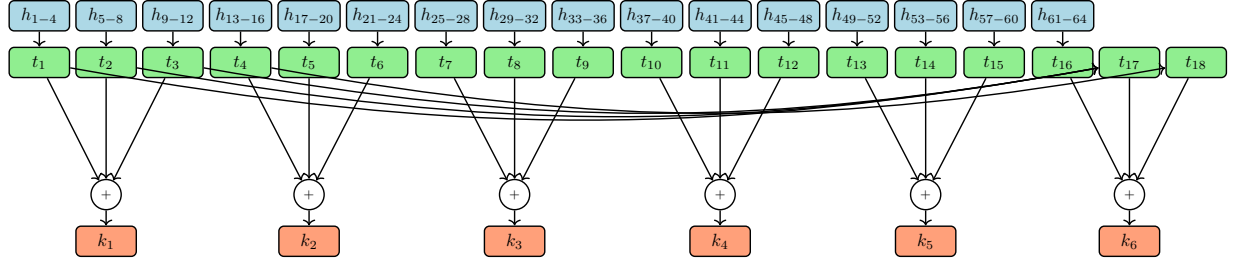 h₁₋₄ h₅₋₈ h₉₋₁₂ h₁₃₋₁₆ h₁₇₋₂₀ h₂₁₋₂₄ h₂₅₋₂₈ h₂₉₋₃₂ h₃₃₋₃₆ h₃₇₋₄₀ h₄₁₋₄₄ h₄₅₋₄₈ h₄₉₋₅₂ h₅₃₋₅₆ h₅₇₋₆₀ h₆₁₋₆₄
t₁ t₂ t₃ t₄ t₅ t₆ t₇ t₈ t₉ t₁₀ t₁₁ t₁₂ t₁₃ t₁₄ t₁₅ t₁₆ t₁₇ t₁₈
+ + + + + +
k₁ k₂ k₃ k₄ k₅ k₆